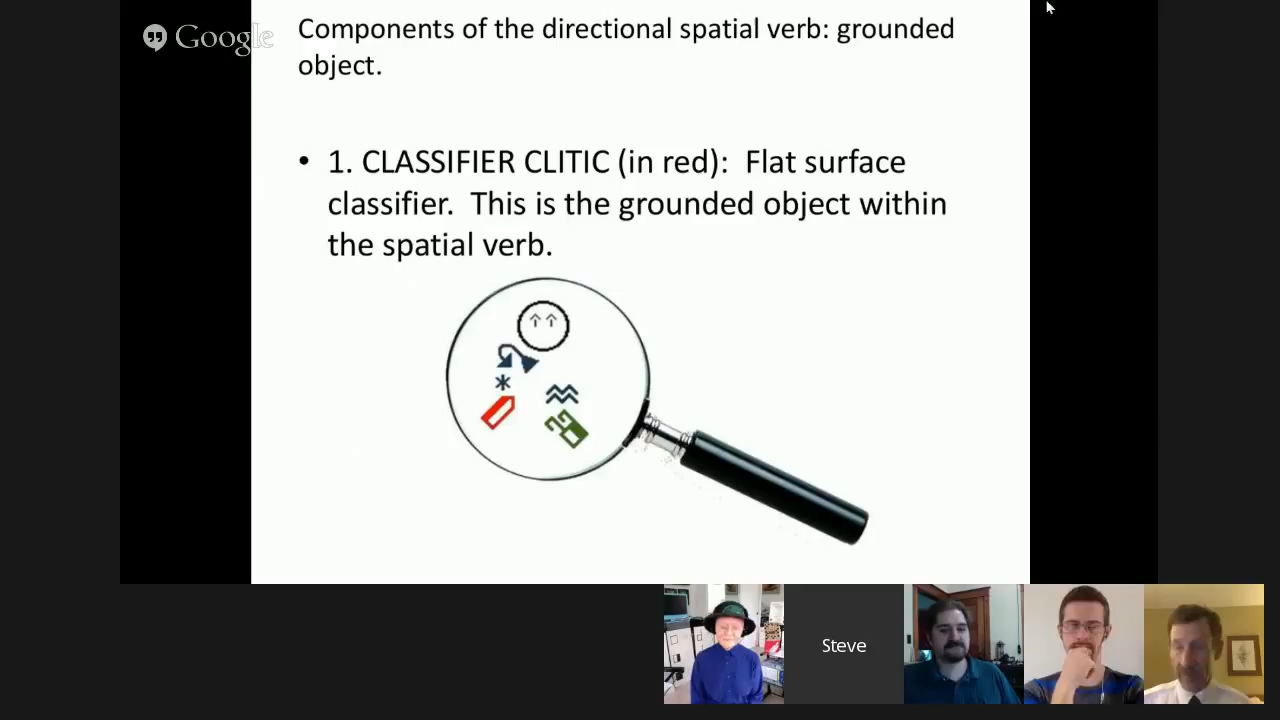 Google
Components of the directional spatial verb: grounded
object.
• 1. CLASSIFIER CLITIC (in red): Flat surface
classifier. This is the grounded object within
the spatial verb.
Steve